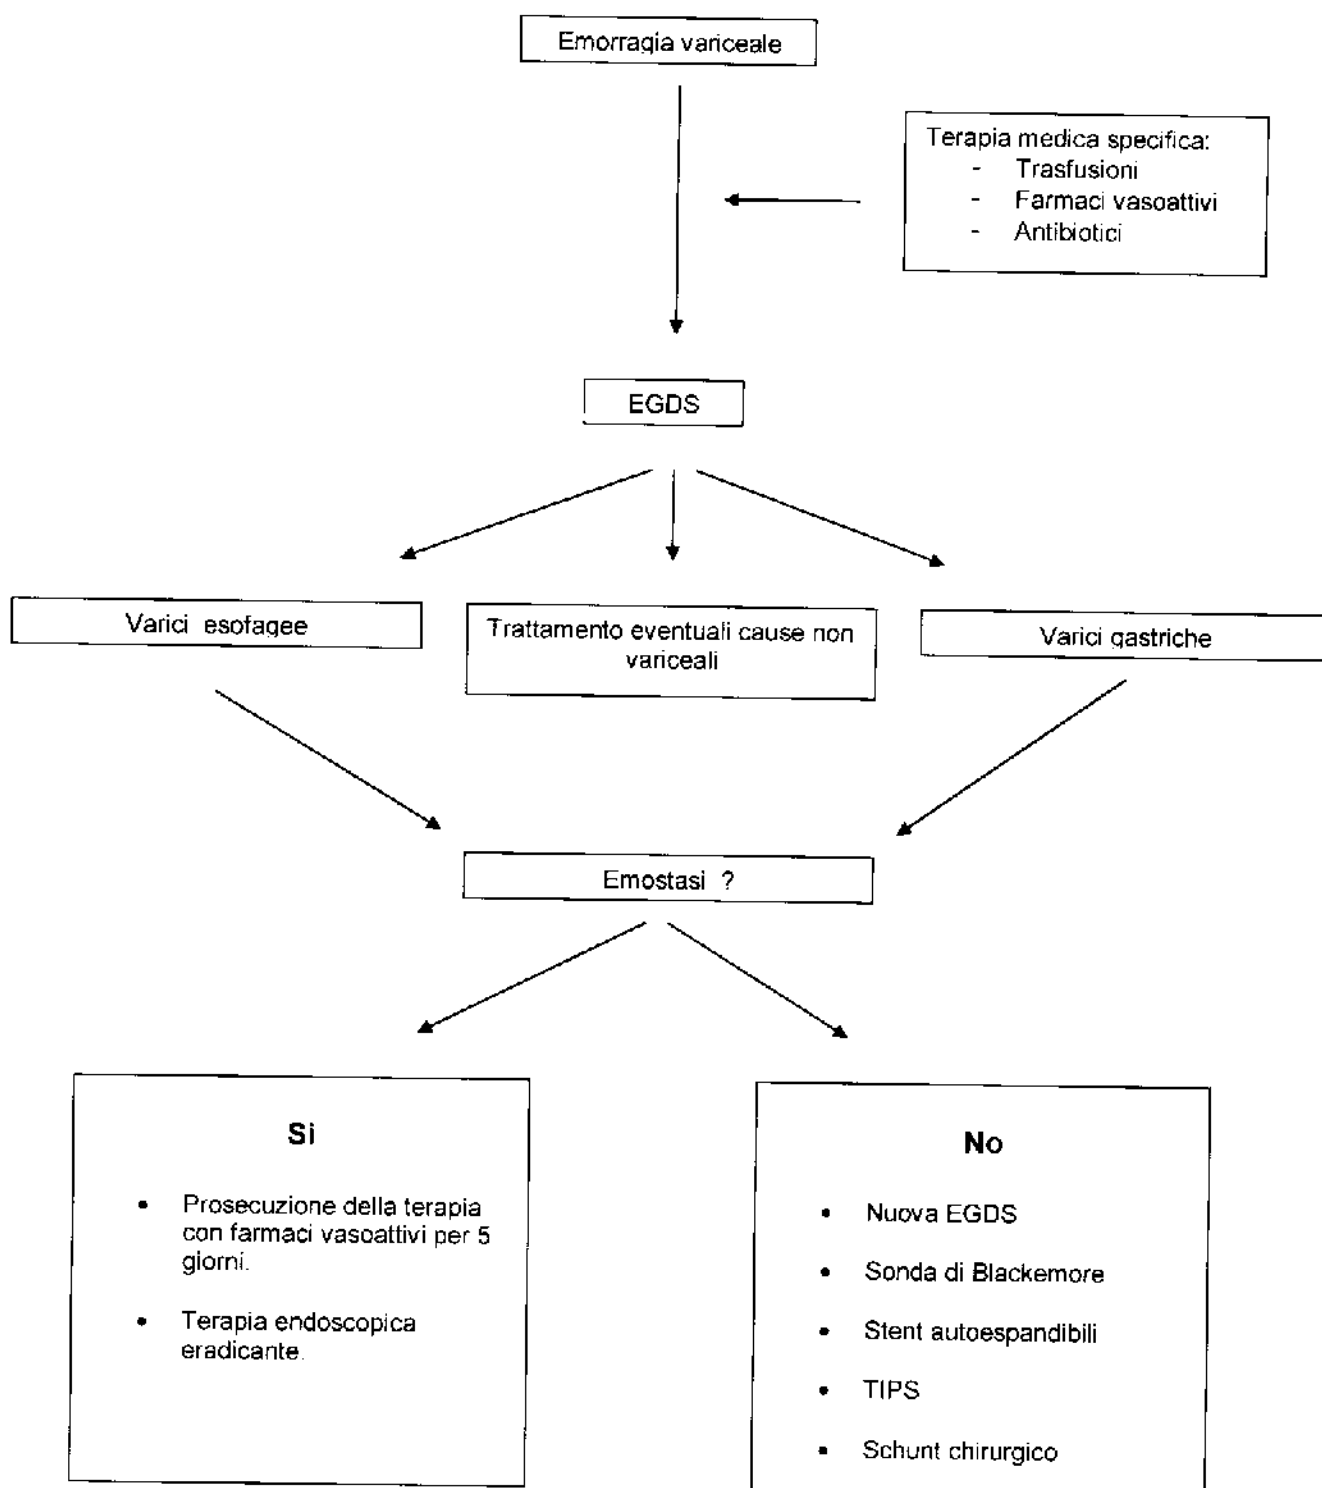 Emorragia variceale
Terapia medica specifica:
- Trasfusioni
- Farmaci vasoattivi
- Antibiotici
EGDS
Varici esofagee
Trattamento eventuali cause non
variceali
Varici gastriche
Emostasi ?
Si
• Prosecuzione della terapia
con farmaci vasoattivi per 5
giorni.
• Terapia endoscopica
eradicante.
No
• Nuova EGDS
• Sonda di Blackemore
• Stent autoespandibili
• TIPS
• Schunt chirurgico